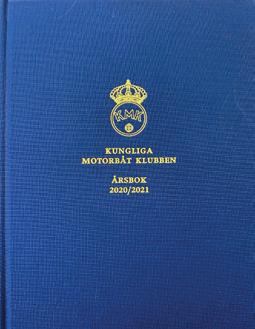 KMK
KUNGLIGA
MOTORBÅT KLUBBEN
ÅRSBOK
2020/2021